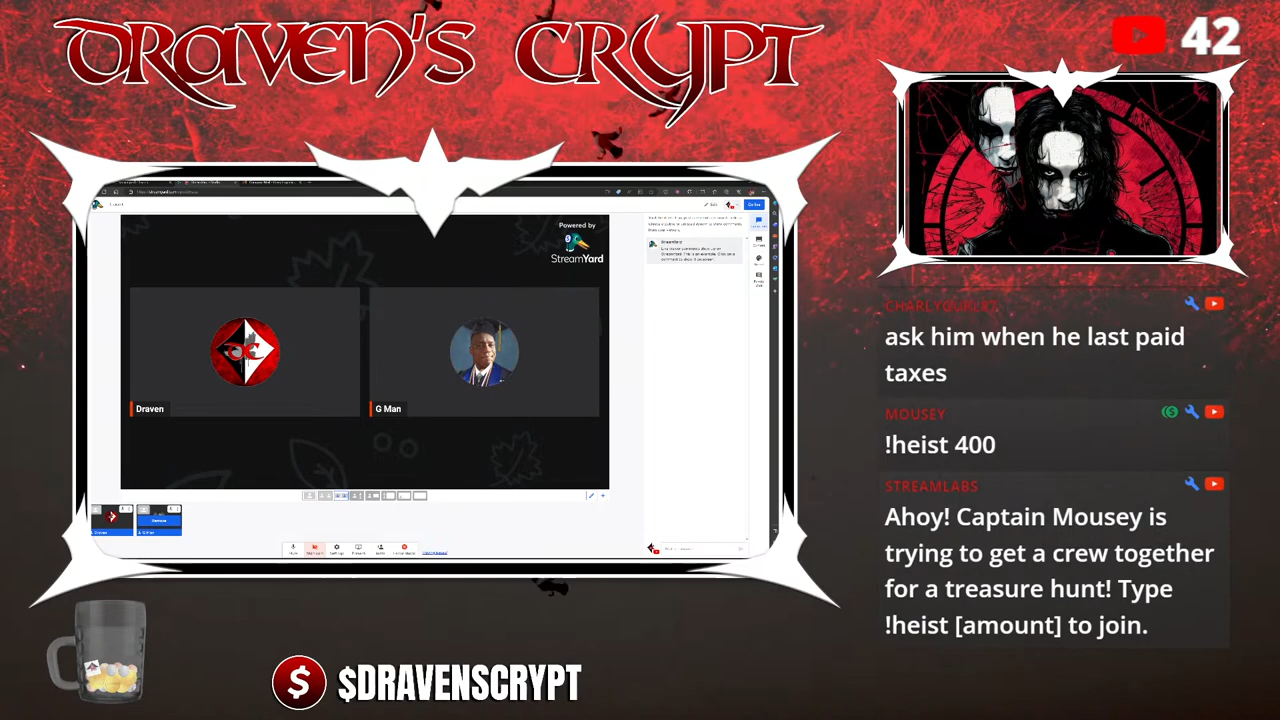 DRAVEN'S CRYPT
42
Powered by
StreamYard
Draven
G Man
CHARLYGURL87
ask him when he last paid
taxes
MOUSEY
!heist 400
STREAMLABS
Ahoy! Captain Mousey is
trying to get a crew together
for a treasure hunt! Type
!heist [amount] to join.
$
$DRAVENSCRYPT